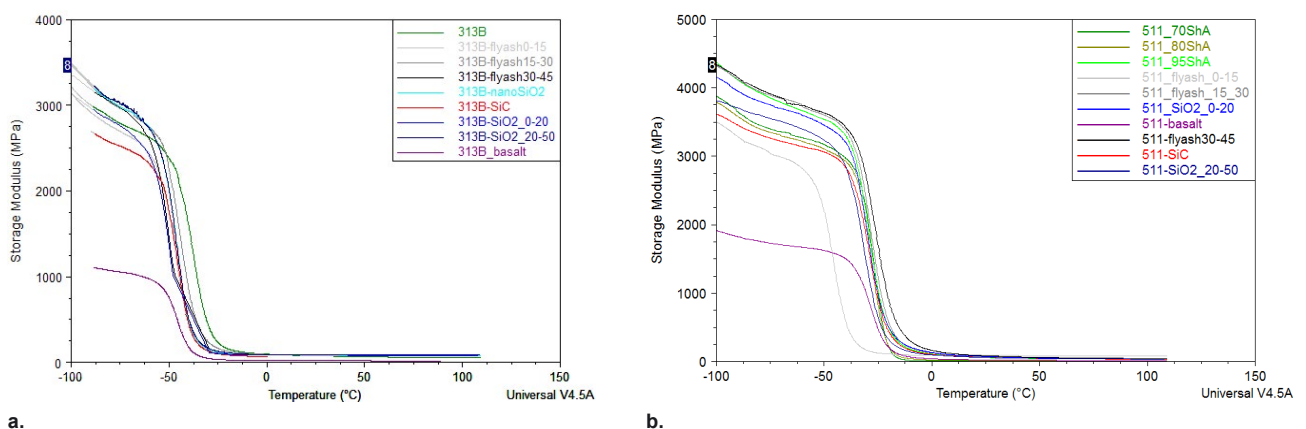 4000
3000
2000
1000
0
Storage Modulus (MPa)
8
313B
313B-flyash0-15
313B-flyash15-30
313B-flyash30-45
313B-nanoSiO2
313B-SiC
313B-SiO2_0-20
313B-SiO2_20-50
313B_basalt
-100
-50
0
50
100
150
Temperature (°C)
Universal V4.5A
a.
5000
4000
3000
2000
1000
0
Storage Modulus (MPa)
8
511_70ShA
511_80ShA
511_95ShA
511_flyash_0-15
511_flyash_15_30
511_SiO2_0-20
511-basalt
511-flyash30-45
511-SiC
511-SiO2_20-50
-100
-50
0
50
100
150
Temperature (°C)
Universal V4.5A
b.